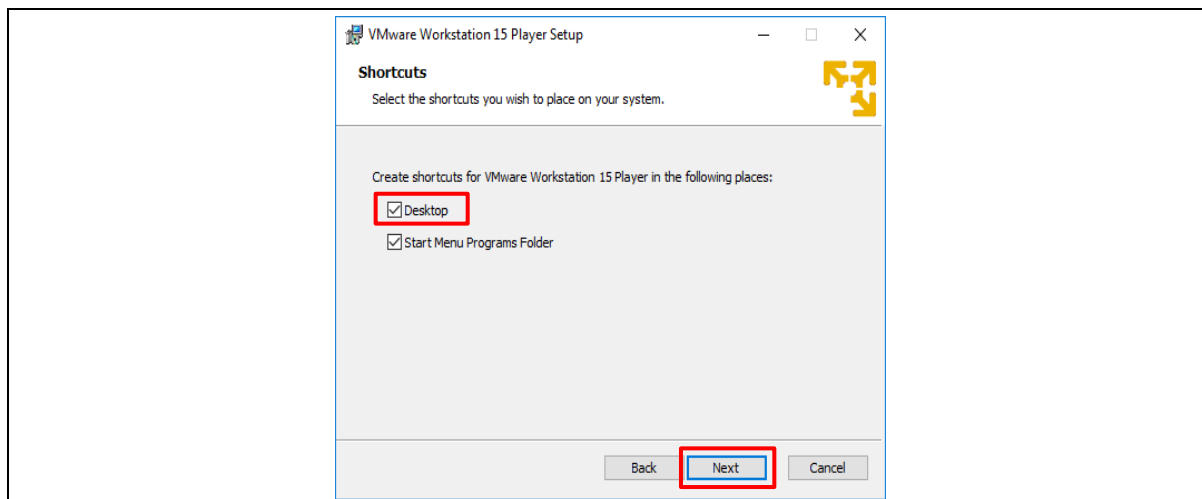 VMware Workstation 15 Player Setup
Shortcuts
Select the shortcuts you wish to place on your system.
Create shortcuts for VMware Workstation 15 Player in the following places:
Desktop
Start Menu Programs Folder
Back Next Cancel